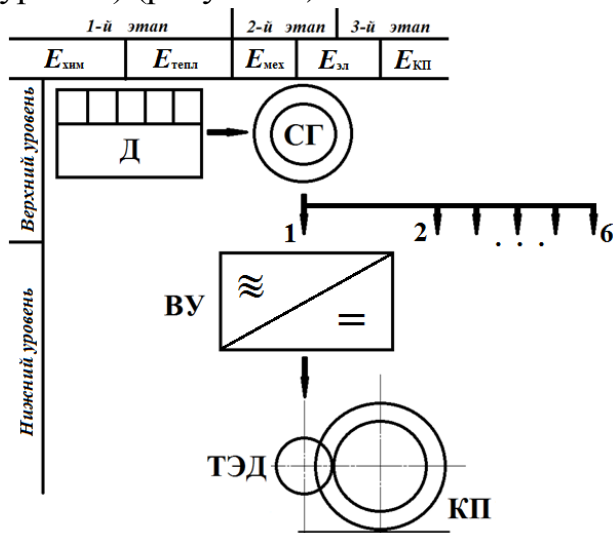 1-й этап 2-й этап 3-й этап
Eхим Eтепл Eмех Eэл EКП
Верхний уровень
Д
СГ
1 2 . . . 6
Нижний уровень
ВУ
≋
=
ТЭД
КП